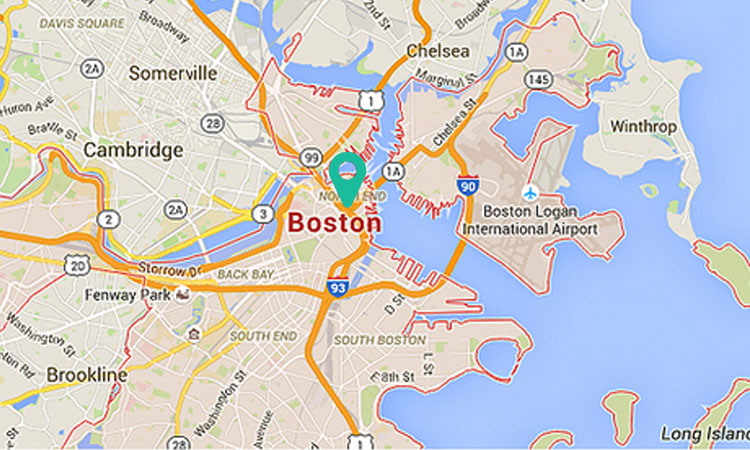 2nd St
Broadway
DAVIS SQUARE
Broadway
Chelsea
1A
Marginal St
2A
Somerville
145
1
Huron Ave
28
Chelsea St
Winthrop
Brattle St
Cambridge
99
1A
90
NORTH END
2A
3
2
Boston
Boston Logan
International Airport
20
Storrow Dr
BACK BAY
93
Fenway Park
D St
Washington St
SOUTH END
SOUTH BOSTON
L St
Brookline
E 8th St
Washington St
Avenue
28
1
Long Island